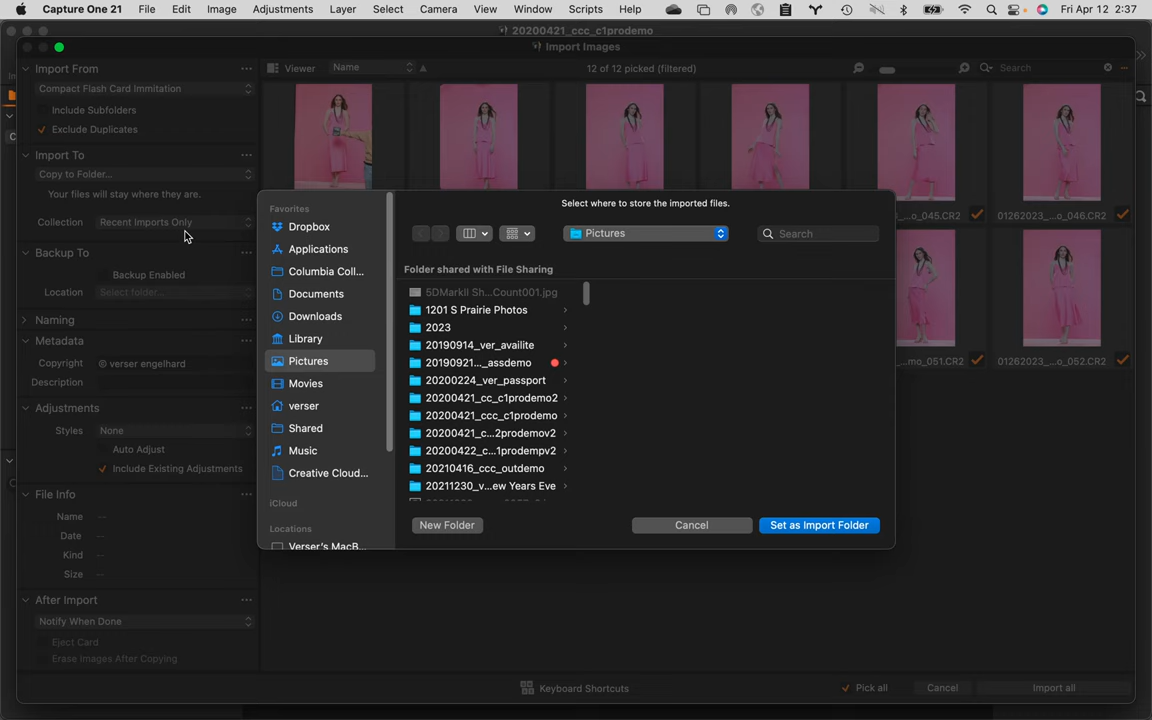 Capture One 21 File Edit Image Adjustments Layer Select Camera View Window Scripts Help Fri Apr 12 2:37
20200421_ccc_c1prodemo
Import Images
Import From
Viewer Name 12 of 12 picked (filtered) Search
Compact Flash Card Immitation
Include Subfolders
Exclude Duplicates
Import To
Copy to Folder...
Your files will stay where they are.
Collection Recent Imports Only
Backup To
Backup Enabled
Location Select folder...
Naming
Metadata
Copyright © verser engelhard
Description
Adjustments
Styles None
Auto Adjust
Include Existing Adjustments
File Info
Name --
Date --
Kind --
Size --
After Import
Notify When Done
Eject Card
Erase Images After Copying
Select where to store the imported files.
Favorites
Dropbox
Applications
Columbia Coll...
Documents
Downloads
Library
Pictures
Movies
verser
Shared
Music
Creative Cloud...
iCloud
Locations
Verser's MacB...
Pictures
Search
Folder shared with File Sharing
5DMarkII Sh...Count001.jpg
1201 S Prairie Photos
2023
20190914_ver_availite
20190921..._assdemo
20200224_ver_passport
20200421_cc_c1prodemo2
20200421_ccc_c1prodemo
20200421_c...2prodemov2
20200422_c...1prodempv2
20210416_ccc_outdemo
20211230_v...ew Years Eve
New Folder Cancel Set as Import Folder
_...o_045.CR2 01262023_...o_046.CR2
...mo_051.CR2 01262023_...o_052.CR2
Keyboard Shortcuts Pick all Cancel Import all